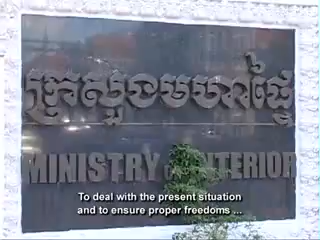 ក្រសួងមហាផ្ទៃ
MINISTRY OF INTERIOR
To deal with the present situation
and to ensure proper freedoms ...